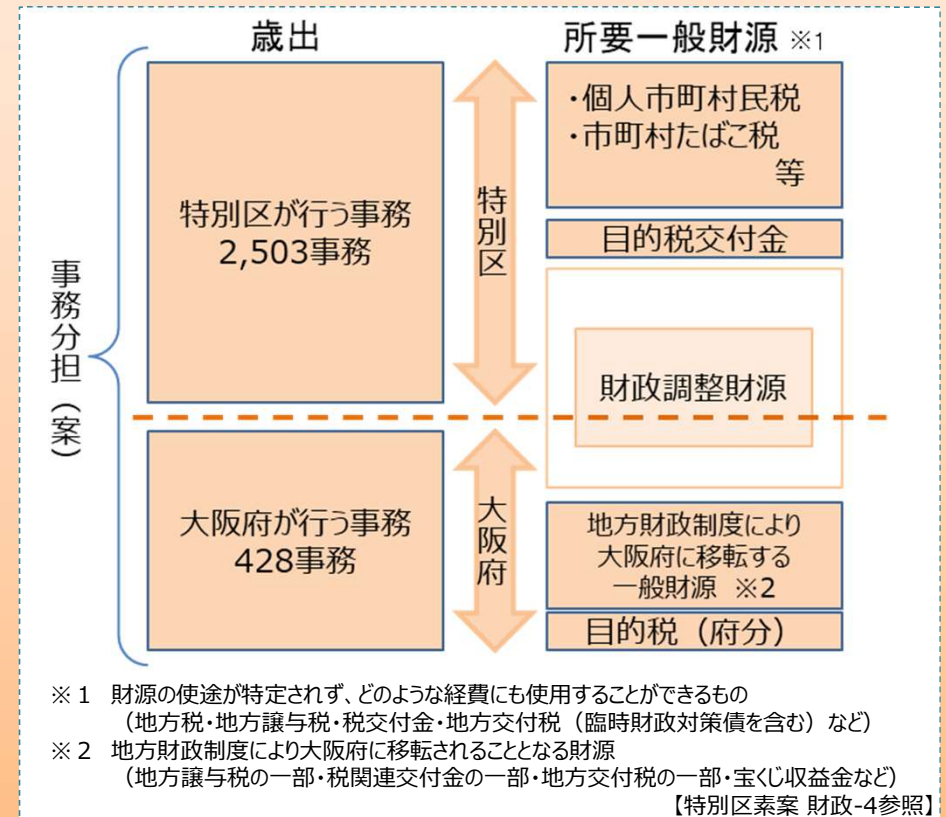 歳出
所要一般財源 ※1
事務分担（案）
特別区が行う事務
2,503事務
特別区
・個人市町村民税
・市町村たばこ税
等
目的税交付金
財政調整財源
大阪府が行う事務
428事務
大阪府
地方財政制度により
大阪府に移転する
一般財源 ※2
目的税（府分）
※１ 財源の使途が特定されず、どのような経費にも使用することができるもの
（地方税・地方譲与税・税交付金・地方交付税（臨時財政対策債を含む）など）
※２ 地方財政制度により大阪府に移転されることとなる財源
（地方譲与税の一部・税関連交付金の一部・地方交付税の一部・宝くじ収益金など）
【特別区素案 財政-4参照】